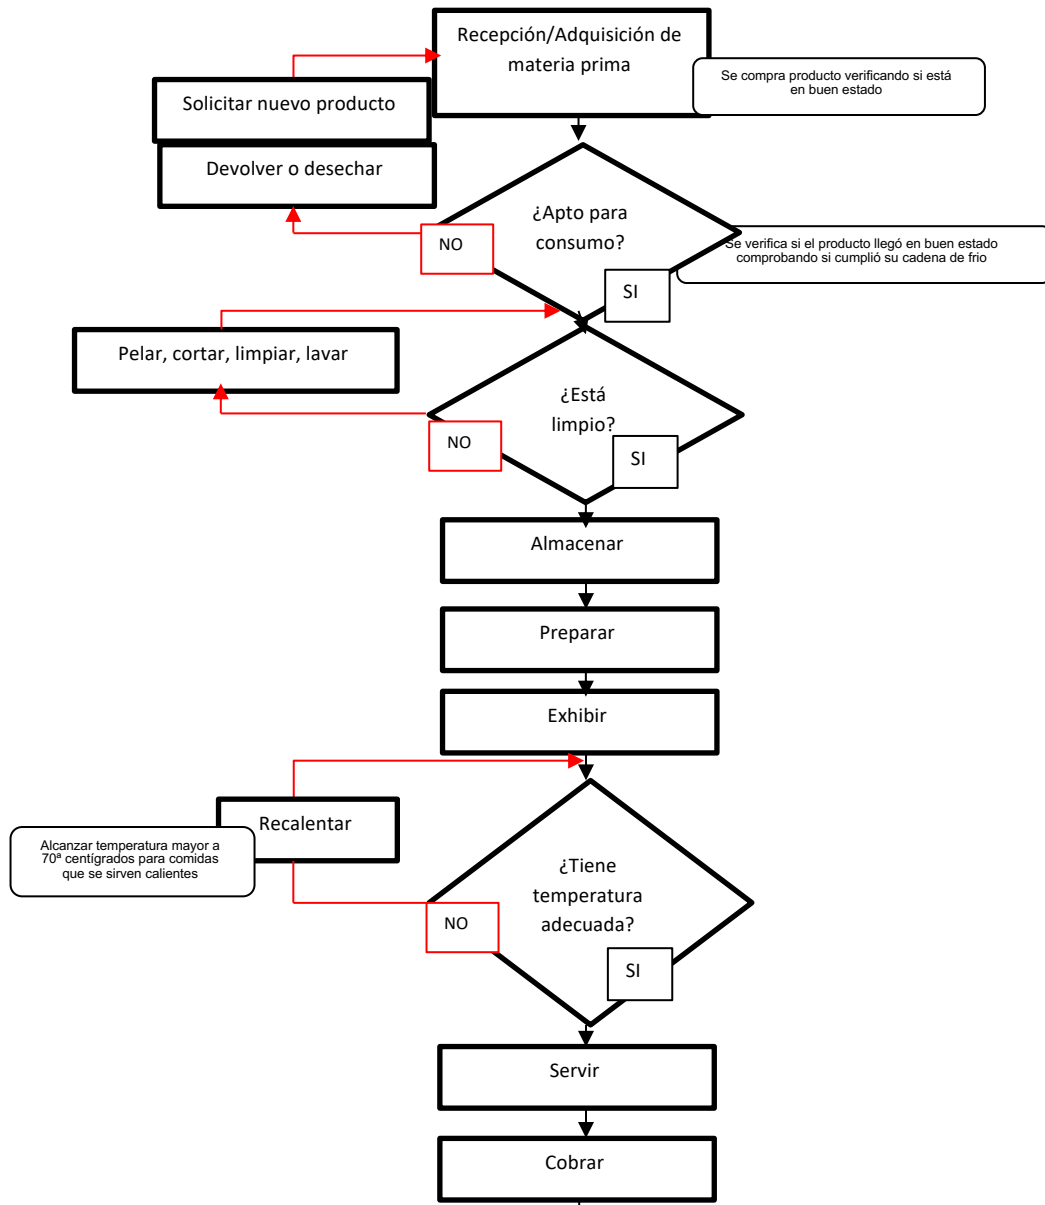 Recepción/Adquisición de
materia prima
Se compra producto verificando si está
en buen estado
Solicitar nuevo producto
Devolver o desechar
¿Apto para
consumo?
NO
Se verifica si el producto llegó en buen estado
comprobando si cumplió su cadena de frio
SI
Pelar, cortar, limpiar, lavar
¿Está
limpio?
NO
SI
Almacenar
Preparar
Exhibir
Recalentar
Alcanzar temperatura mayor a
70ª centígrados para comidas
que se sirven calientes
¿Tiene
temperatura
adecuada?
NO
SI
Servir
Cobrar